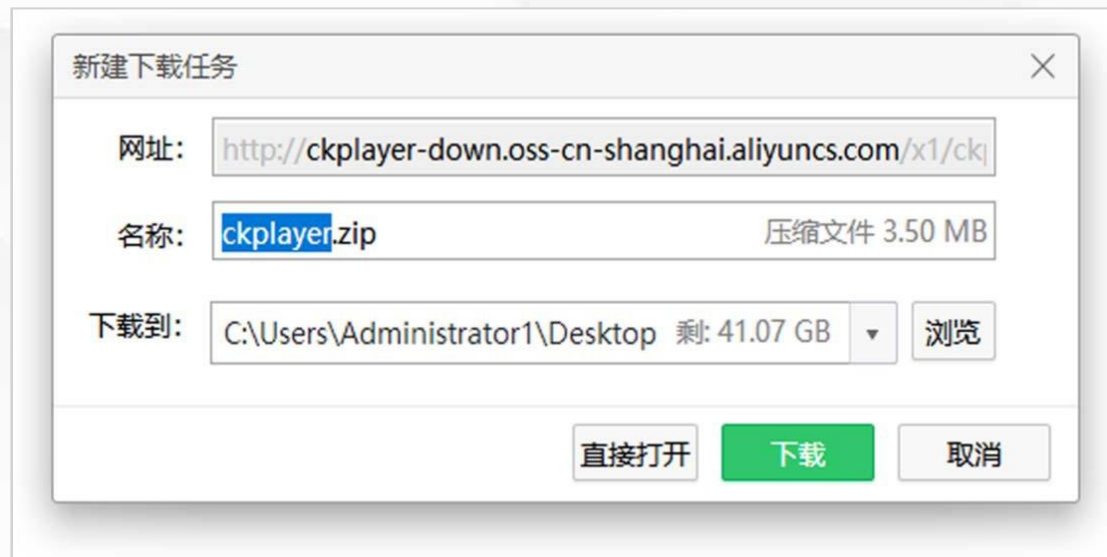 新建下载任务
网址： http://ckplayer-down.oss-cn-shanghai.aliyuncs.com/x1/ck
名称： ckplayer.zip 压缩文件 3.50 MB
下载到： C:\Users\Administrator1\Desktop 剩: 41.07 GB 浏览
直接打开 下载 取消